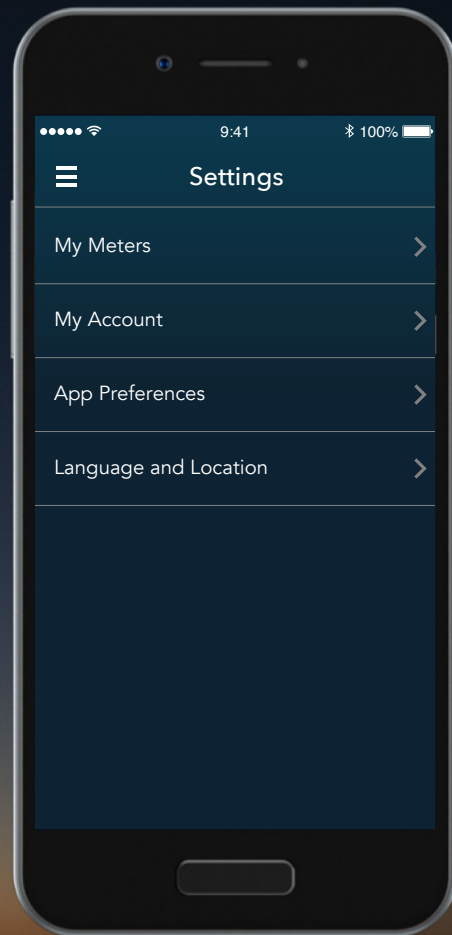 9:41
100%
Settings
My Meters
My Account
App Preferences
Language and Location